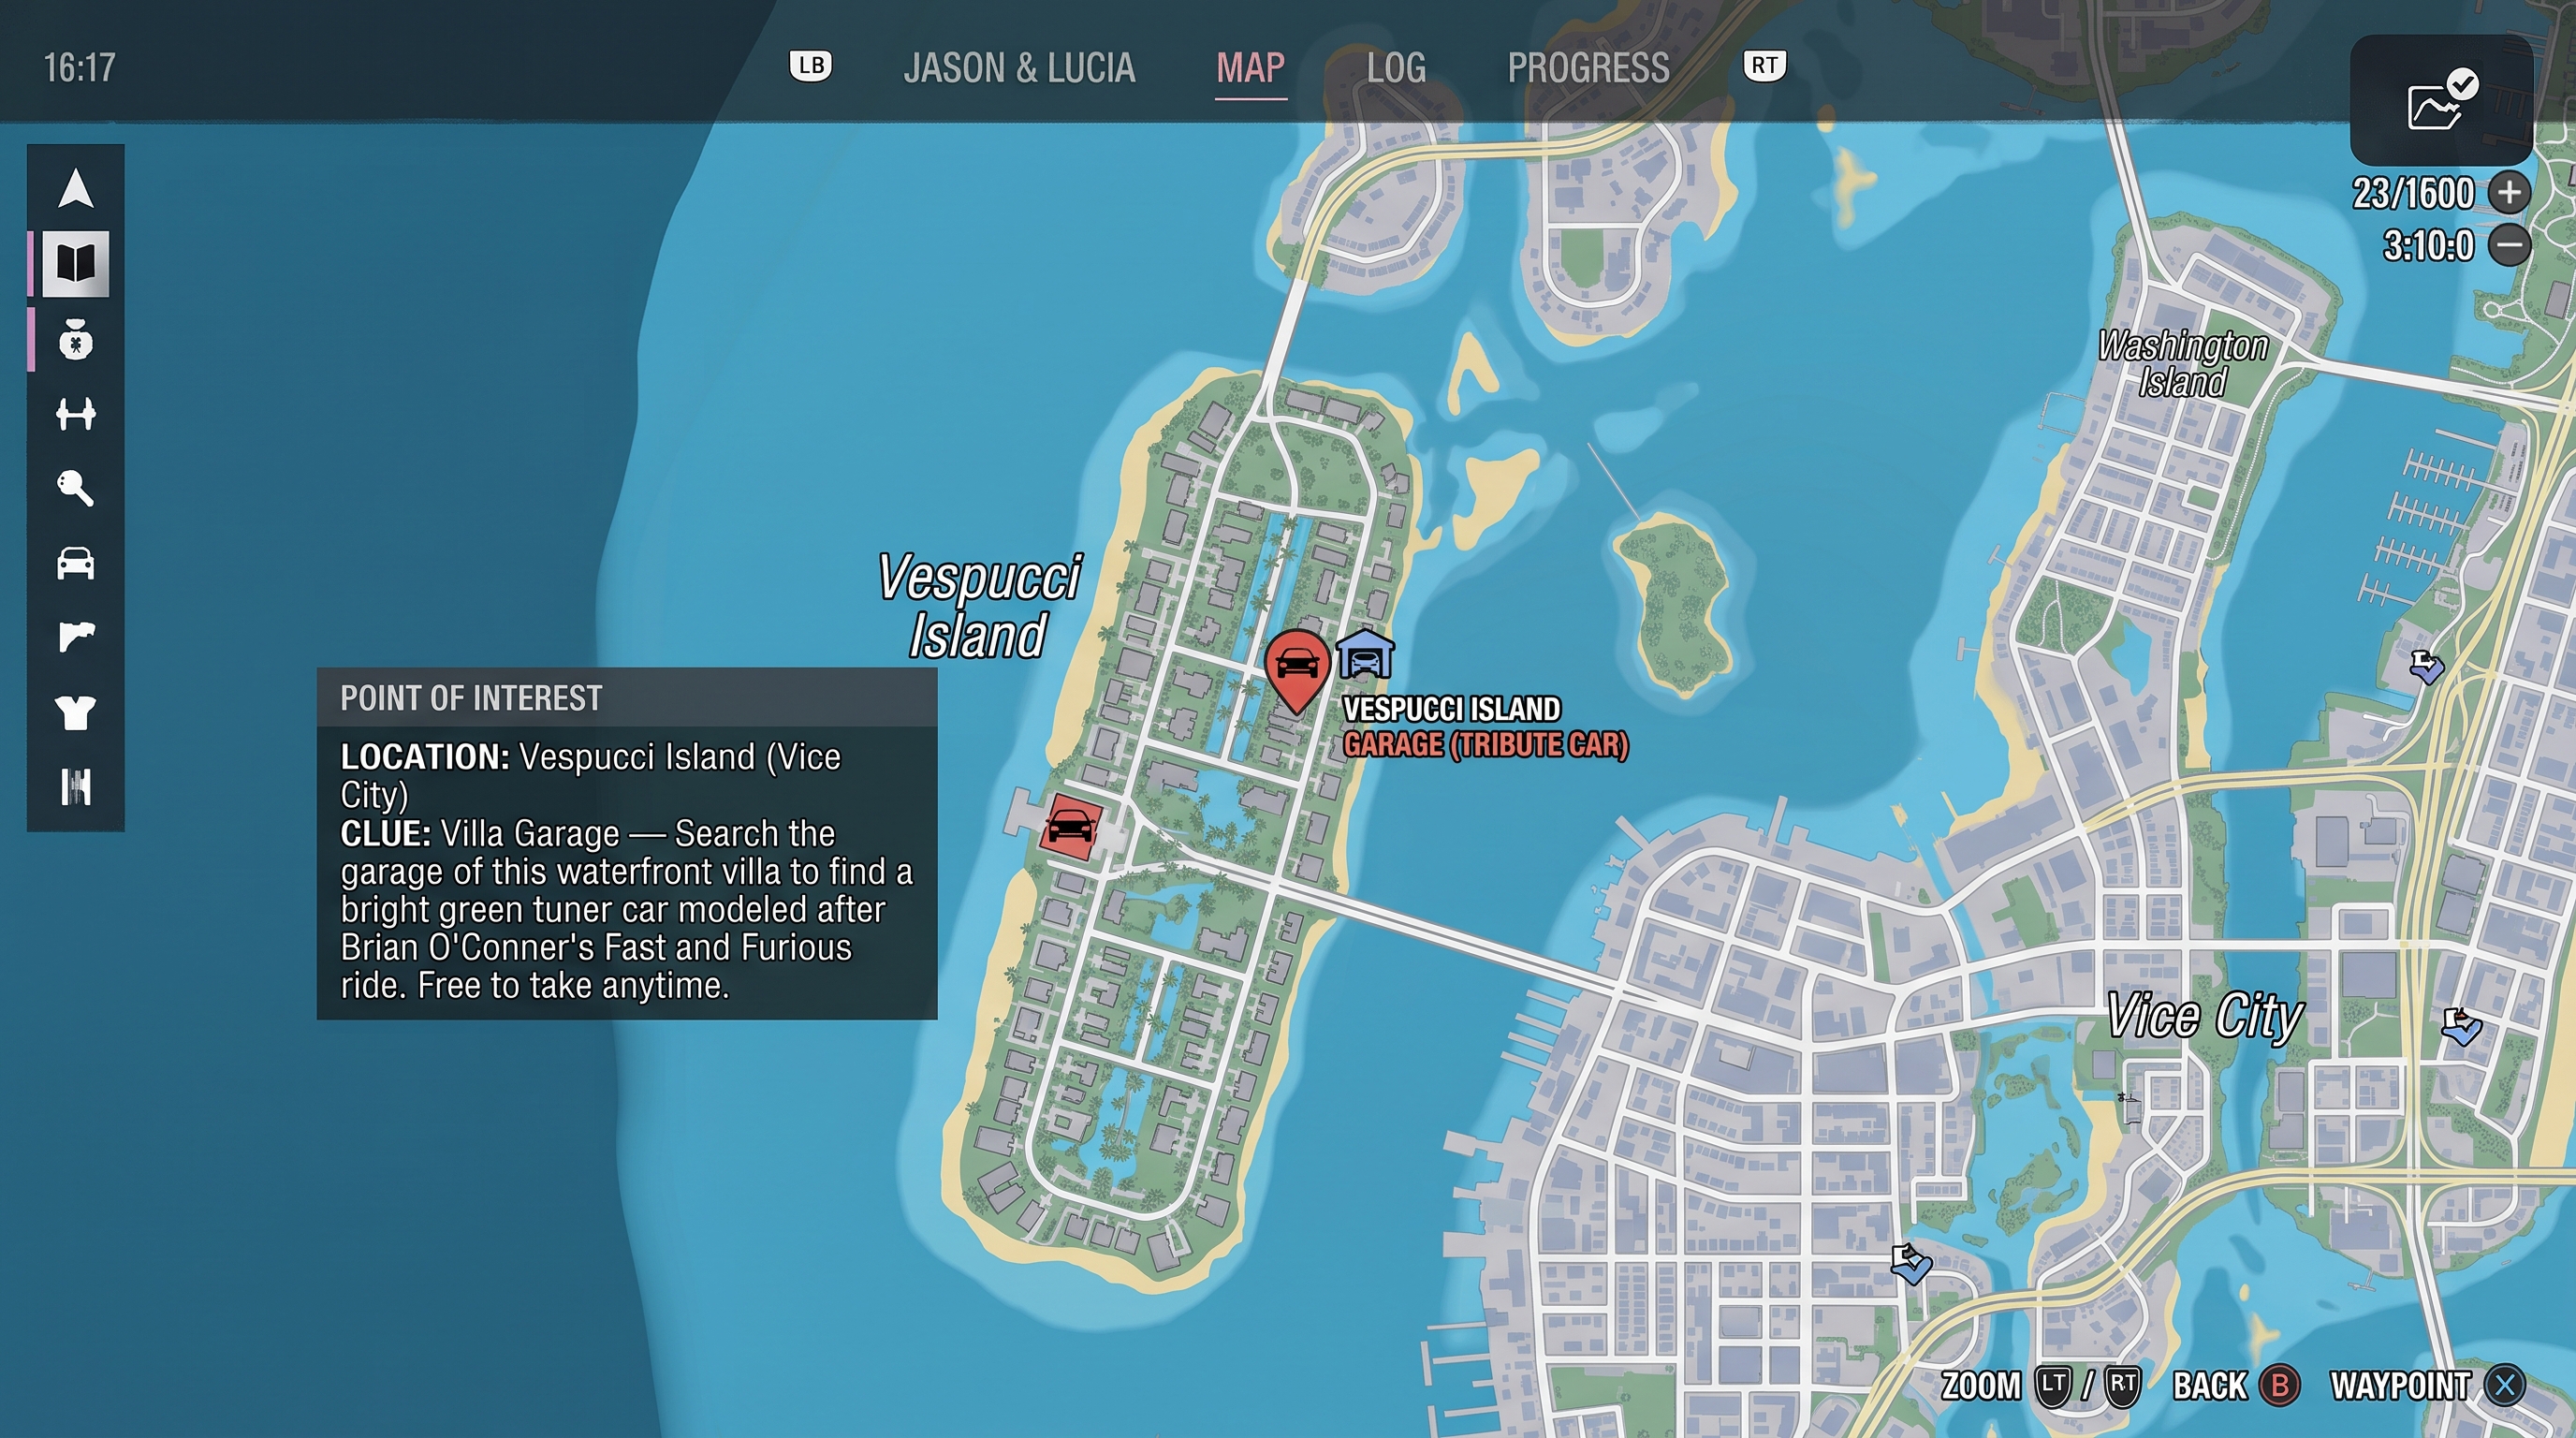 16:17
LB JASON & LUCIA MAP LOG PROGRESS RT
23/1600 +
3:10:0 −
Washington
Island
Vespucci
Island
VESPUCCI ISLAND
GARAGE (TRIBUTE CAR)
POINT OF INTEREST
LOCATION: Vespucci Island (Vice
City)
CLUE: Villa Garage — Search the
garage of this waterfront villa to find a
bright green tuner car modeled after
Brian O'Conner's Fast and Furious
ride. Free to take anytime.
Vice City
ZOOM LT / RT BACK B WAYPOINT X